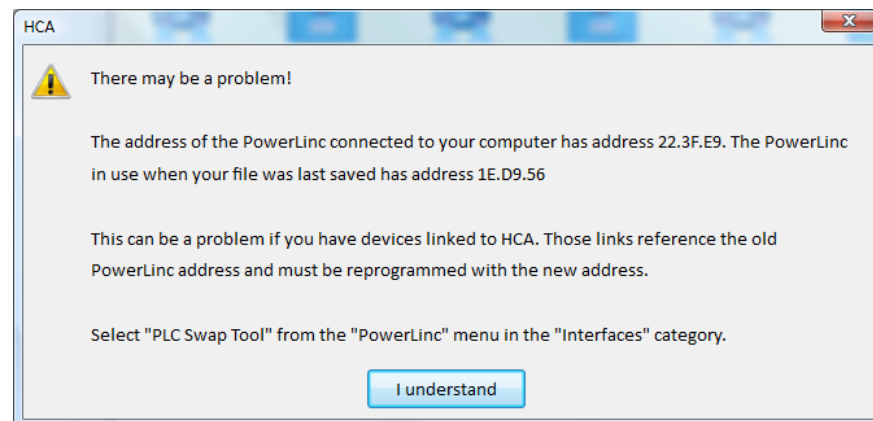 HCA
There may be a problem!
The address of the PowerLinc connected to your computer has address 22.3F.E9. The PowerLinc
in use when your file was last saved has address 1E.D9.56
This can be a problem if you have devices linked to HCA. Those links reference the old
PowerLinc address and must be reprogrammed with the new address.
Select "PLC Swap Tool" from the "PowerLinc" menu in the "Interfaces" category.
I understand